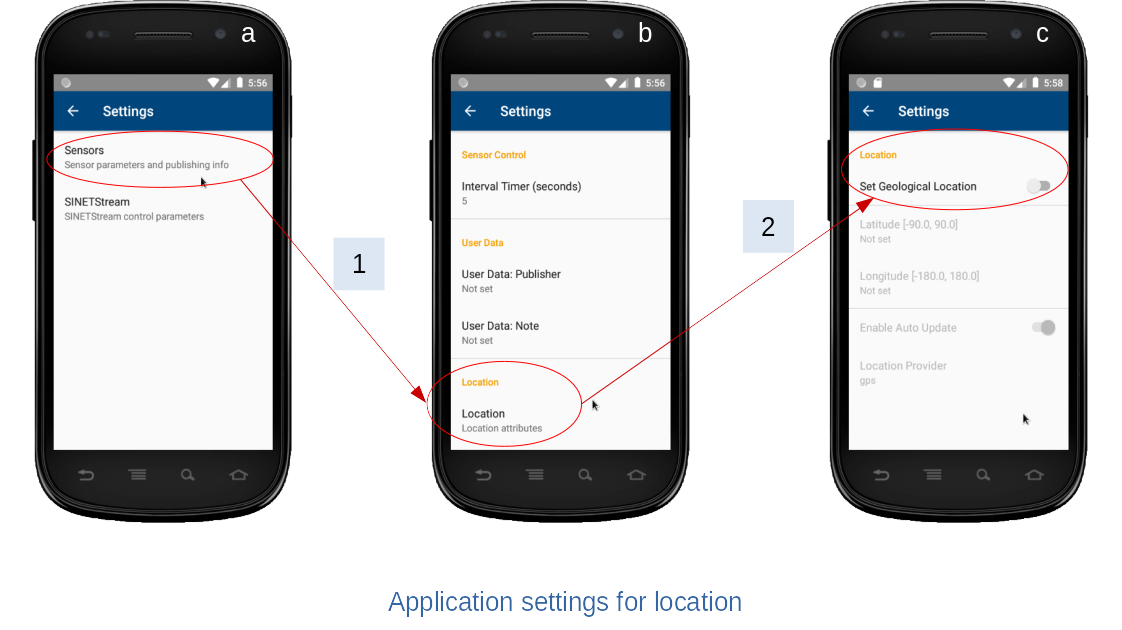 a
5:56
Settings
Sensors
Sensor parameters and publishing info
SINETStream
SINETStream control parameters
1
b
5:56
Settings
Sensor Control
Interval Timer (seconds)
5
User Data
User Data: Publisher
Not set
User Data: Note
Not set
Location
Location
Location attributes
2
c
5:58
Settings
Location
Set Geological Location
Latitude [-90.0, 90.0]
Not set
Longitude [-180.0, 180.0]
Not set
Enable Auto Update
Location Provider
gps
Application settings for location